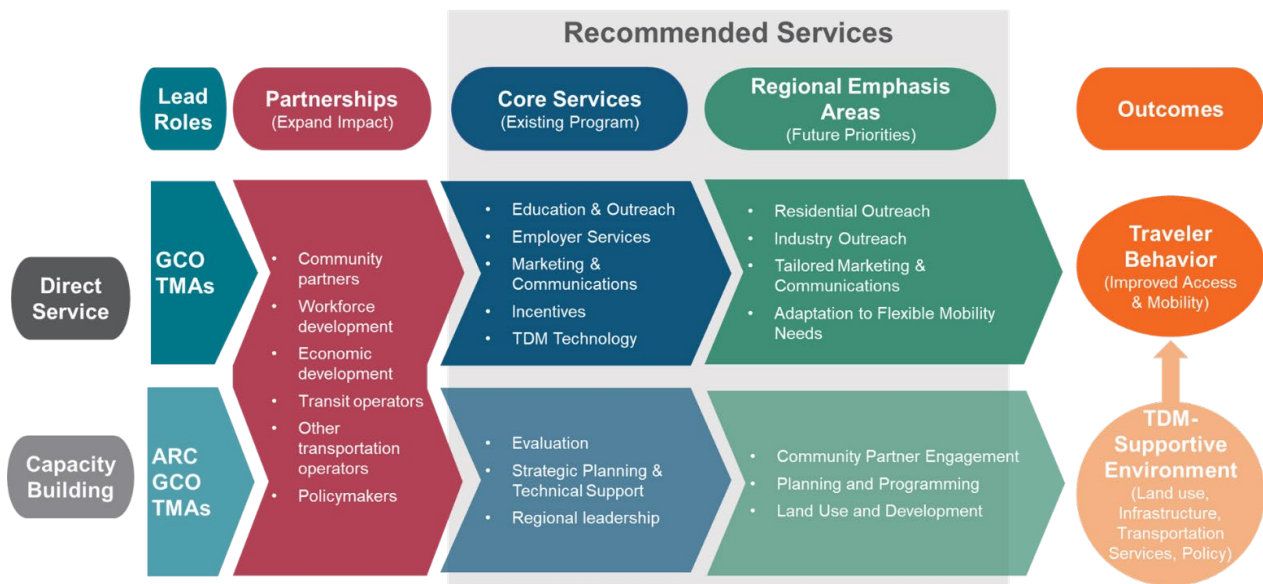 Recommended Services
Lead
Roles
Partnerships
(Expand Impact)
Core Services
(Existing Program)
Regional Emphasis
Areas
(Future Priorities)
Outcomes
Direct
Service
GCO
TMAs
• Community
partners
• Workforce
development
• Economic
development
• Transit operators
• Other
transportation
operators
• Policymakers
• Education & Outreach
• Employer Services
• Marketing &
Communications
• Incentives
• TDM Technology
• Residential Outreach
• Industry Outreach
• Tailored Marketing &
Communications
• Adaptation to Flexible Mobility
Needs
Traveler
Behavior
(Improved Access
& Mobility)
Capacity
Building
ARC
GCO
TMAs
• Evaluation
• Strategic Planning &
Technical Support
• Regional leadership
• Community Partner Engagement
• Planning and Programming
• Land Use and Development
TDM-
Supportive
Environment
(Land use,
Infrastructure,
Transportation
Services, Policy)